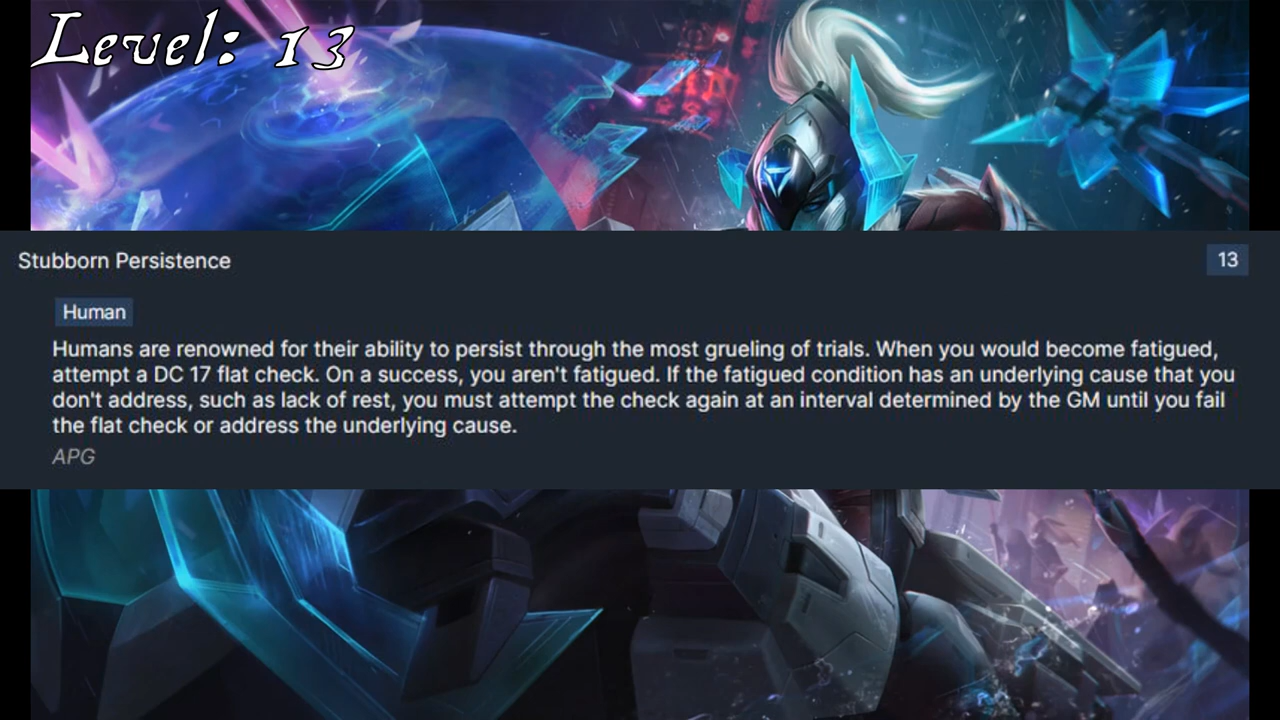 Level: 13
Stubborn Persistence
13
Human
Humans are renowned for their ability to persist through the most grueling of trials. When you would become fatigued,
attempt a DC 17 flat check. On a success, you aren't fatigued. If the fatigued condition has an underlying cause that you
don't address, such as lack of rest, you must attempt the check again at an interval determined by the GM until you fail
the flat check or address the underlying cause.
APG